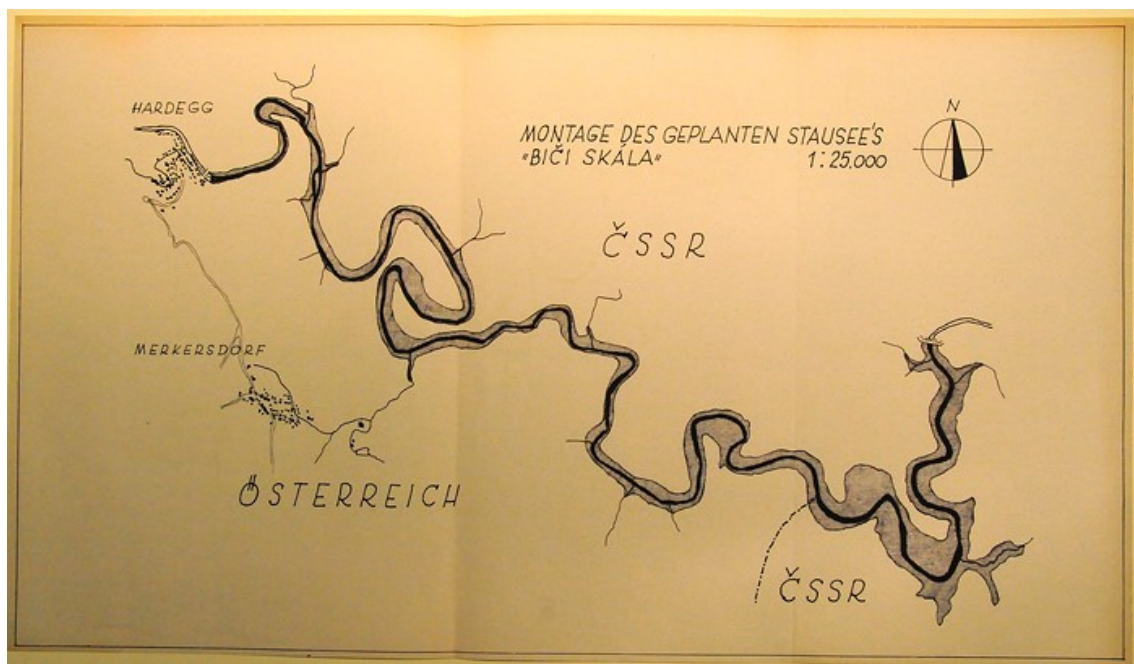 HARDEGG
MONTAGE DES GEPLANTEN STAUSEE'S
"BIČI SKÁLA" 1:25.000
N
ČSSR
MERKERSDORF
ÖSTERREICH
ČSSR